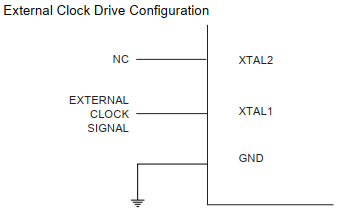 External Clock Drive Configuration
NC
XTAL2
EXTERNAL
CLOCK
SIGNAL
XTAL1
GND